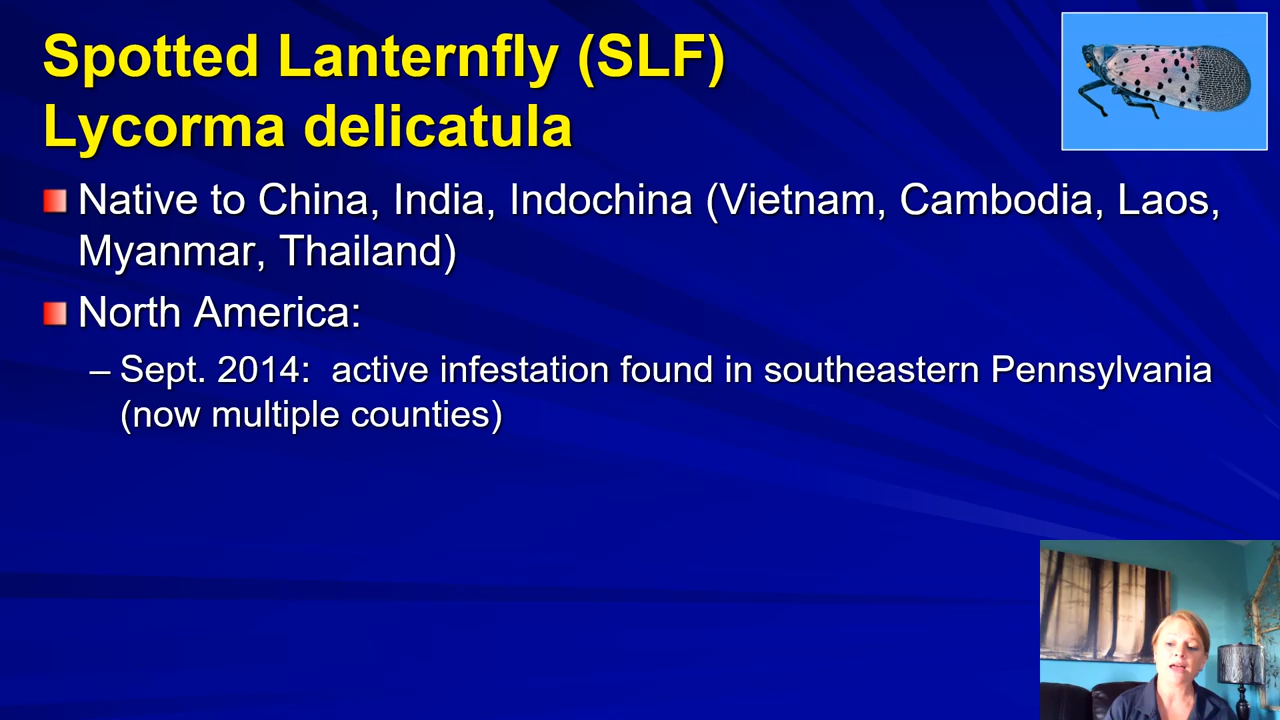 Spotted Lanternfly (SLF)
Lycorma delicatula
Native to China, India, Indochina (Vietnam, Cambodia, Laos,
Myanmar, Thailand)
North America:
– Sept. 2014:  active infestation found in southeastern Pennsylvania
(now multiple counties)